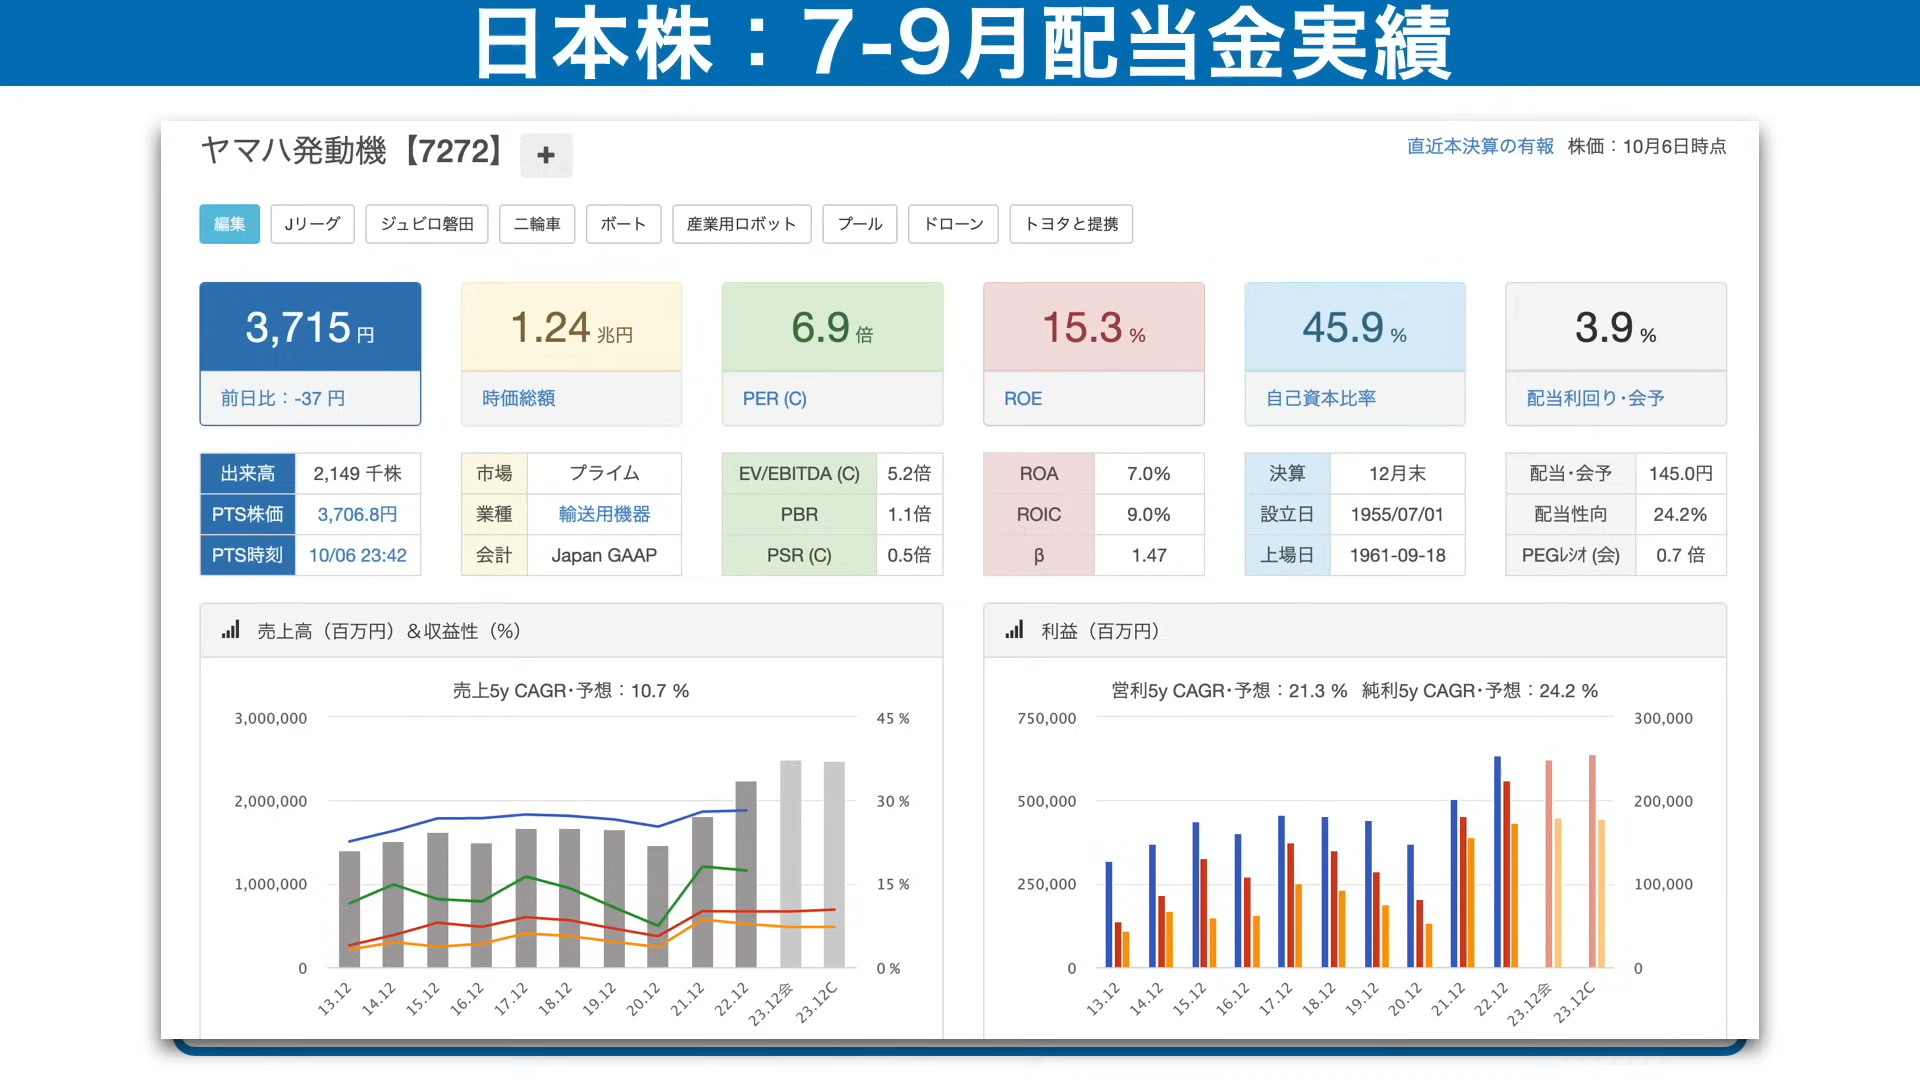 日本株：7-9月配当金実績
ヤマハ発動機【7272】 +
直近本決算の有報 株価：10月6日時点
編集 Jリーグ ジュビロ磐田 二輪車 ボート 産業用ロボット プール ドローン トヨタと提携
3,715 円
前日比：-37 円
1.24 兆円
時価総額
6.9 倍
PER (C)
15.3 %
ROE
45.9 %
自己資本比率
3.9 %
配当利回り･会予
出来高 2,149 千株
PTS株価 3,706.8円
PTS時刻 10/06 23:42
市場 プライム
業種 輸送用機器
会計 Japan GAAP
EV/EBITDA (C) 5.2倍
PBR 1.1倍
PSR (C) 0.5倍
ROA 7.0%
ROIC 9.0%
β 1.47
決算 12月末
設立日 1955/07/01
上場日 1961-09-18
配当･会予 145.0円
配当性向 24.2%
PEGﾚｼｵ (会) 0.7 倍
売上高（百万円）＆収益性（%）
売上5y CAGR･予想：10.7 %
3,000,000
2,000,000
1,000,000
0
45 %
30 %
15 %
0 %
13.12 14.12 15.12 16.12 17.12 18.12 19.12 20.12 21.12 22.12 23.12会 23.12C
利益（百万円）
営利5y CAGR･予想：21.3 % 純利5y CAGR･予想：24.2 %
750,000
500,000
250,000
0
300,000
200,000
100,000
0
13.12 14.12 15.12 16.12 17.12 18.12 19.12 20.12 21.12 22.12 23.12会 23.12C